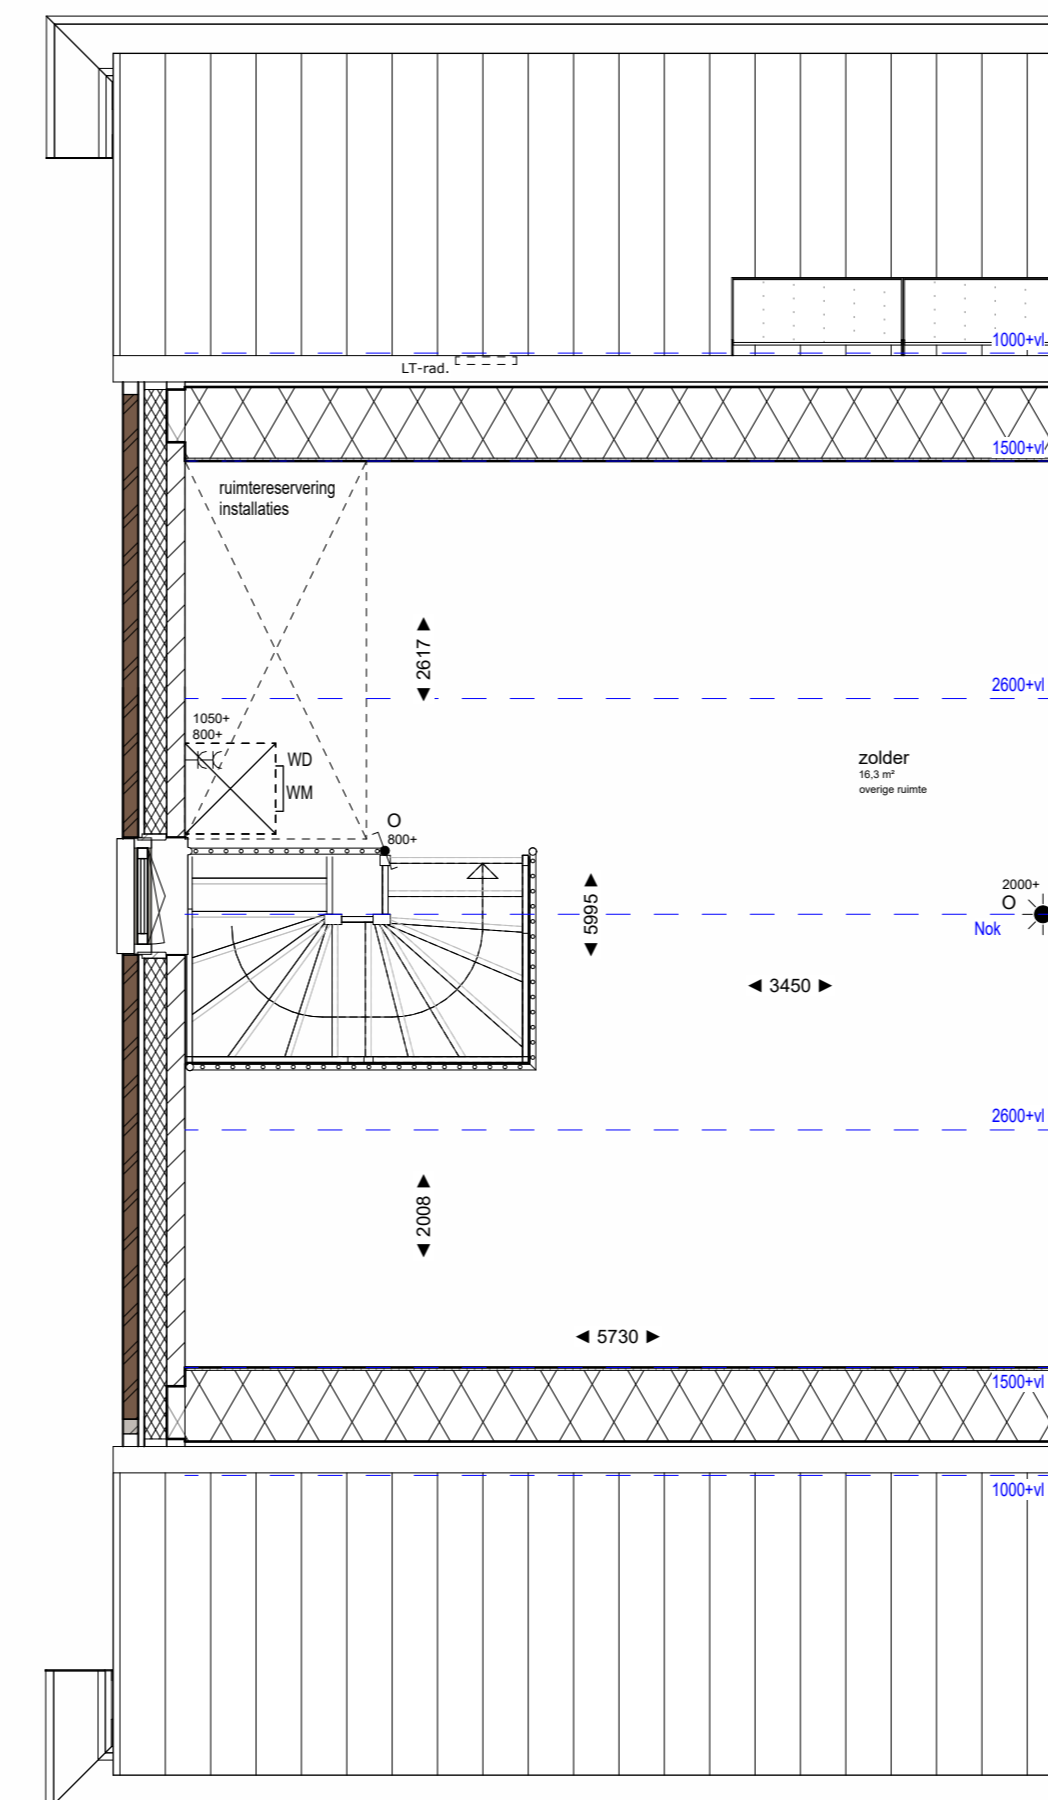 1000+vl
LT-rad.
1500+vl
ruimtereservering
installaties
2617
2600+vl
1050+
800+
WD
WM
zolder
16,3 m²
overige ruimte
O
800+
5995
2000+
O
Nok
3450
2600+vl
2008
5730
1500+vl
1000+vl